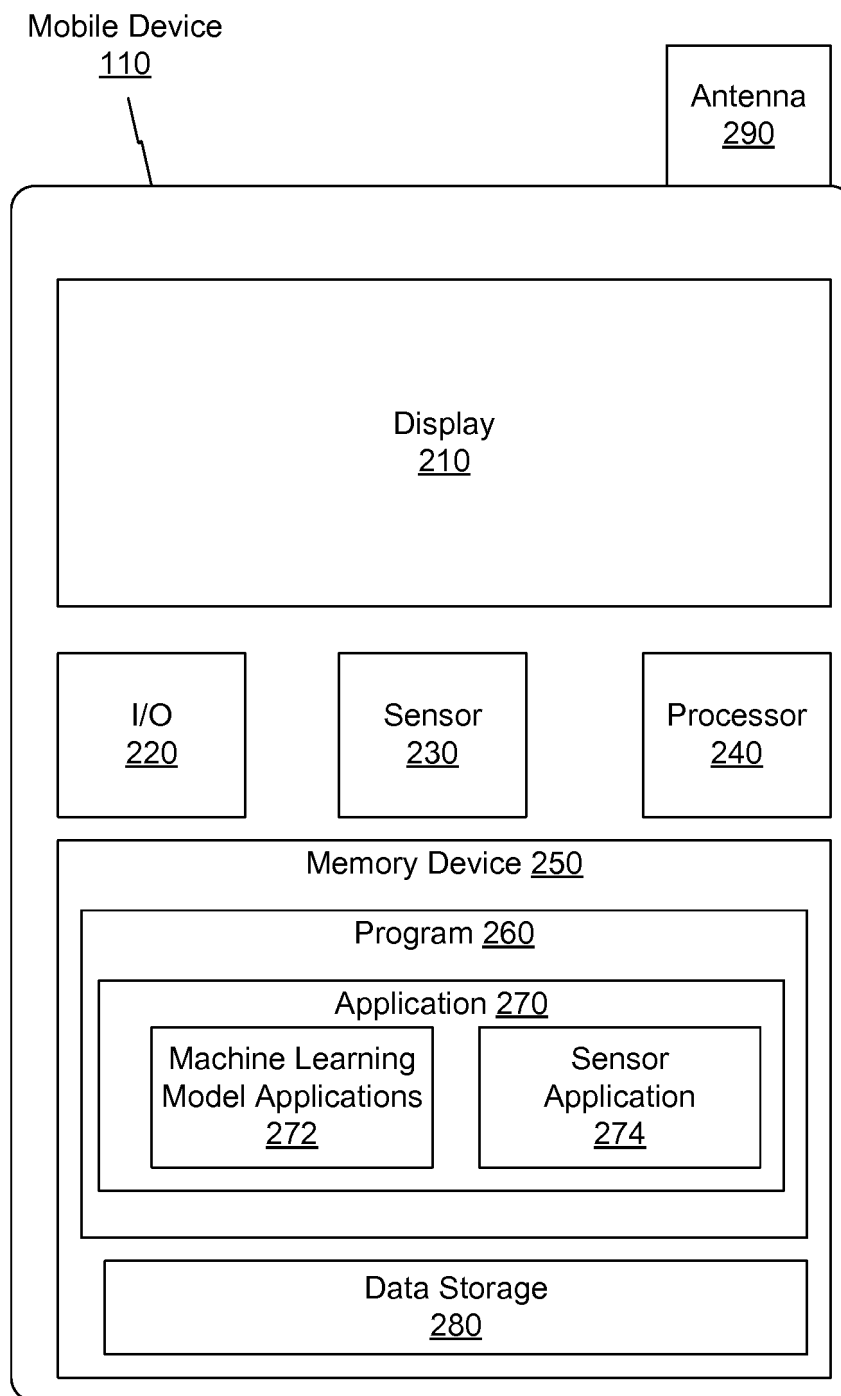 Mobile Device
110
Antenna
290
Display
210
I/O
220
Sensor
230
Processor
240
Memory Device 250
Program 260
Application 270
Machine Learning
Model Applications
272
Sensor
Application
274
Data Storage
280